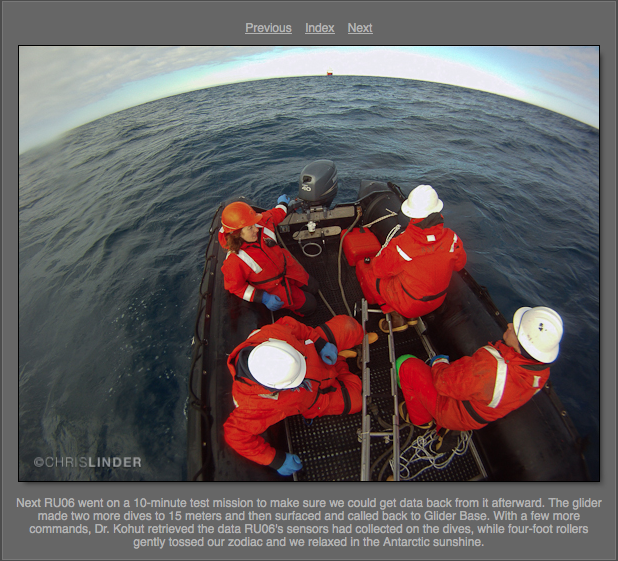 Previous Index Next
©CHRISLINDER
Next RU06 went on a 10-minute test mission to make sure we could get data back from it afterward. The glider
made two more dives to 15 meters and then surfaced and called back to Glider Base. With a few more
commands, Dr. Kohut retrieved the data RU06's sensors had collected on the dives, while four-foot rollers
gently tossed our zodiac and we relaxed in the Antarctic sunshine.